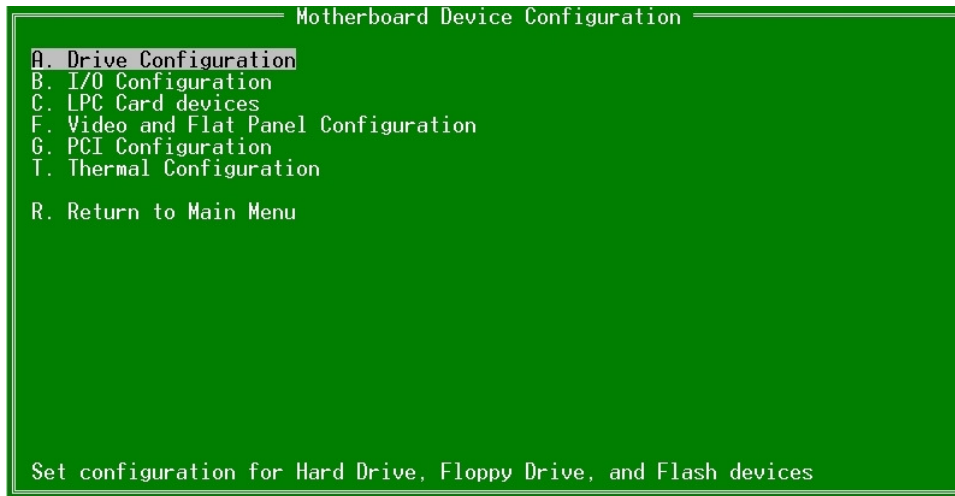 Motherboard Device Configuration
A. Drive Configuration
B. I/O Configuration
C. LPC Card devices
F. Video and Flat Panel Configuration
G. PCI Configuration
T. Thermal Configuration
R. Return to Main Menu
Set configuration for Hard Drive, Floppy Drive, and Flash devices